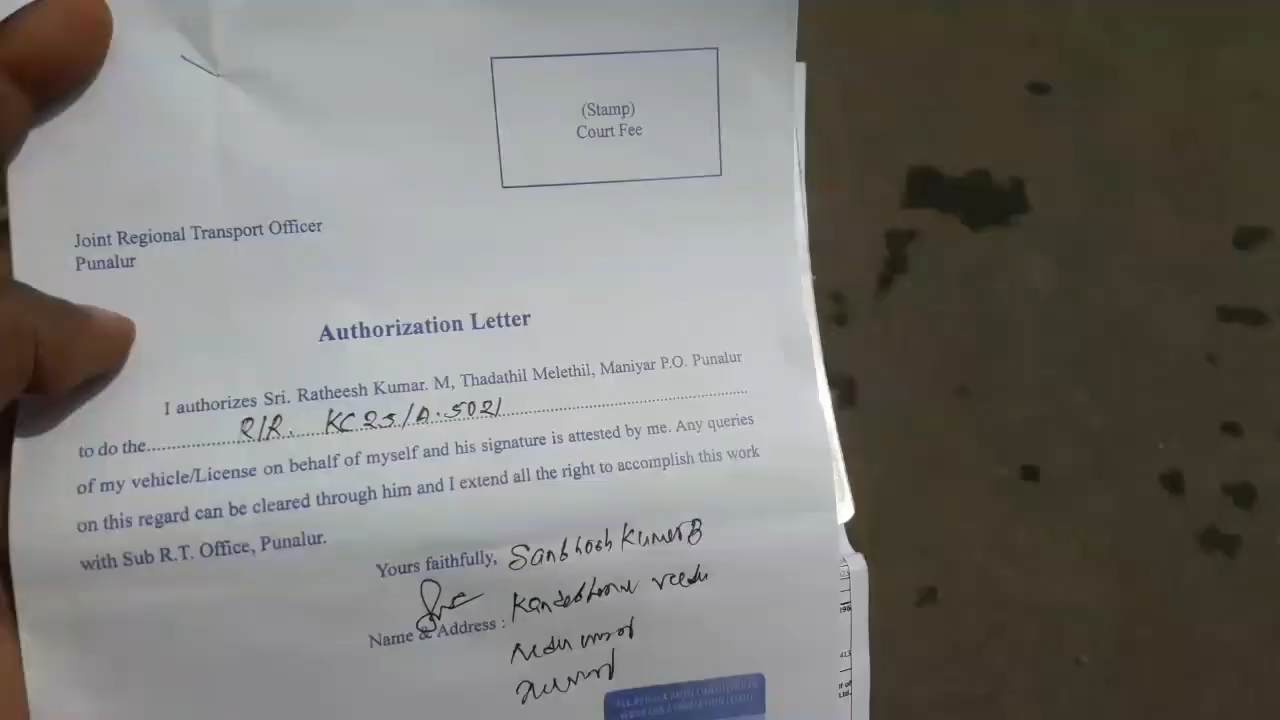 (Stamp)
Court Fee
Joint Regional Transport Officer
Punalur
Authorization Letter
I authorizes Sri. Ratheesh Kumar. M, Thadathil Melethil, Maniyar P.O. Punalur
to do the R/R. KC25/A.5021
of my vehicle/License on behalf of myself and his signature is attested by me. Any queries
on this regard can be cleared through him and I extend all the right to accomplish this work
with Sub R.T. Office, Punalur.
Yours faithfully, Santhosh Kumar B
Name & Address :